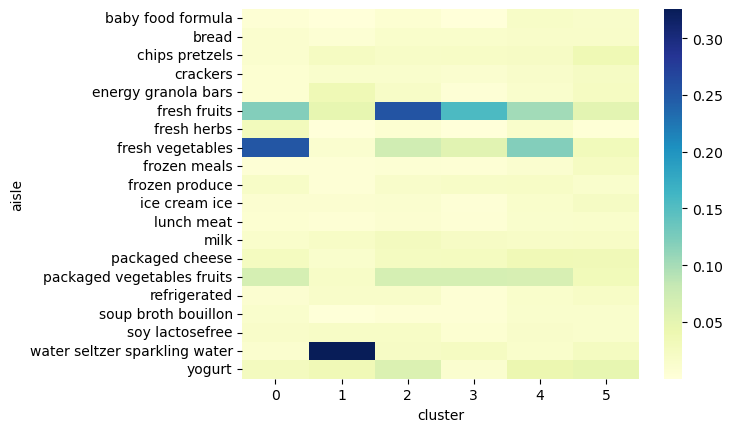 baby food formula
bread
chips pretzels
crackers
energy granola bars
fresh fruits
fresh herbs
fresh vegetables
frozen meals
frozen produce
ice cream ice
lunch meat
milk
packaged cheese
packaged vegetables fruits
refrigerated
soup broth bouillon
soy lactosefree
water seltzer sparkling water
yogurt
aisle
0 1 2 3 4 5
cluster
0.30
0.25
0.20
0.15
0.10
0.05